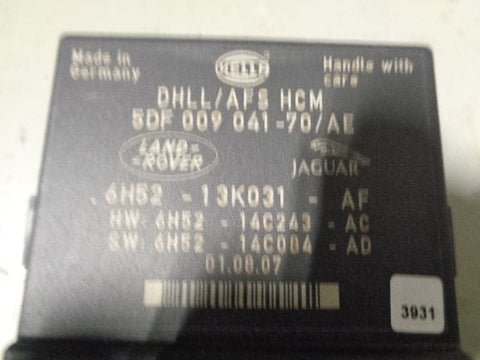 Made in Germany
HELLA
Handle with care
DHLL/AFS HCM
5DF 009 041-70/AE
LAND ROVER
JAGUAR
6H52 - 13K031 - AF
HW: 6H52 - 14C243 - AC
SW: 6H52 - 14C084 - AD
01.08.07
3931